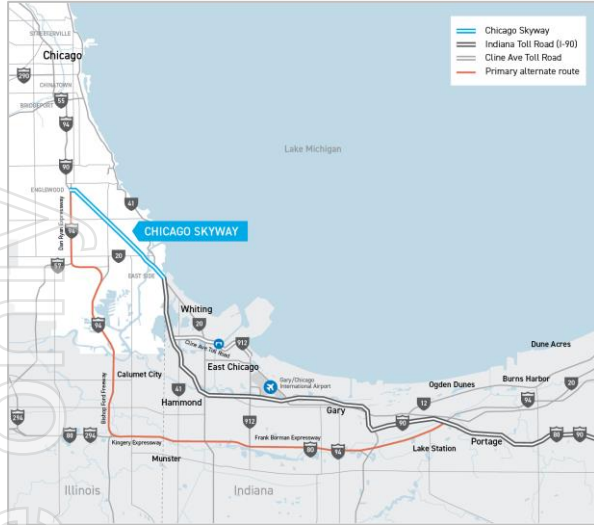 Chicago Skyway
Indiana Toll Road (I-90)
Cline Ave Toll Road
Primary alternate route
STREETERVILLE
Chicago
290
CHINATOWN
55
BRIDGEPORT
94
Lake Michigan
90
ENGLEWOOD
41
Dan Ryan Expressway
CHICAGO SKYWAY
94
20
57
EAST SIDE
Whiting
94
20
912
Cline Ave Toll Road
Dune Acres
East Chicago
Calumet City
Gary/Chicago
International Airport
Burns Harbor
20
Ogden Dunes
Bishop Ford Freeway
41
94
Hammond
12
294
Gary
90
912
80
294
Kingery Expressway
Frank Borman Expressway
80
94
Portage
80
90
Munster
Lake Station
Illinois
Indiana